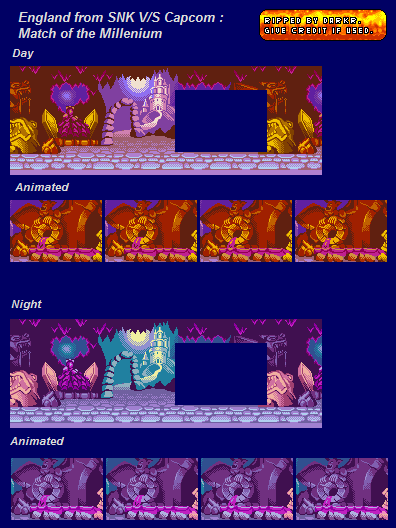 England from SNK V/S Capcom :
Match of the Millenium
RIPPED BY DARKR.
GIVE CREDIT IF USED.
Day
Animated
Night
Animated